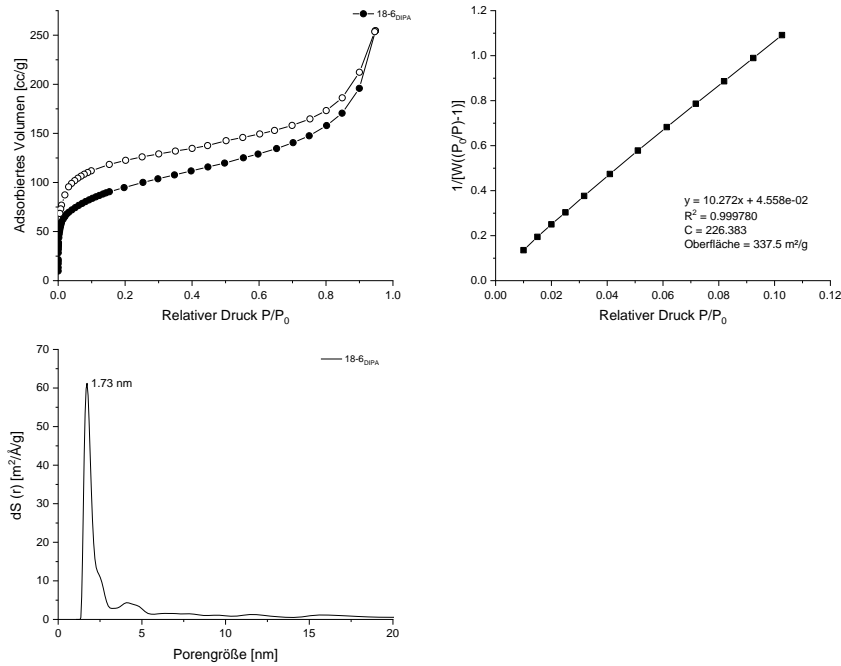 18-6DIPA
250
200
150
100
50
0
Adsorbiertes Volumen [cc/g]
0.0 0.2 0.4 0.6 0.8 1.0
Relativer Druck P/P0
1.2
1.0
0.8
0.6
0.4
0.2
0.0
1/[W((P0/P)-1)]
y = 10.272x + 4.558e-02
R² = 0.999780
C = 226.383
Oberfläche = 337.5 m²/g
0.00 0.02 0.04 0.06 0.08 0.10 0.12
Relativer Druck P/P0
70
60
50
40
30
20
10
0
dS (r) [m²/Å/g]
18-6DIPA
1.73 nm
0 5 10 15 20
Porengröße [nm]